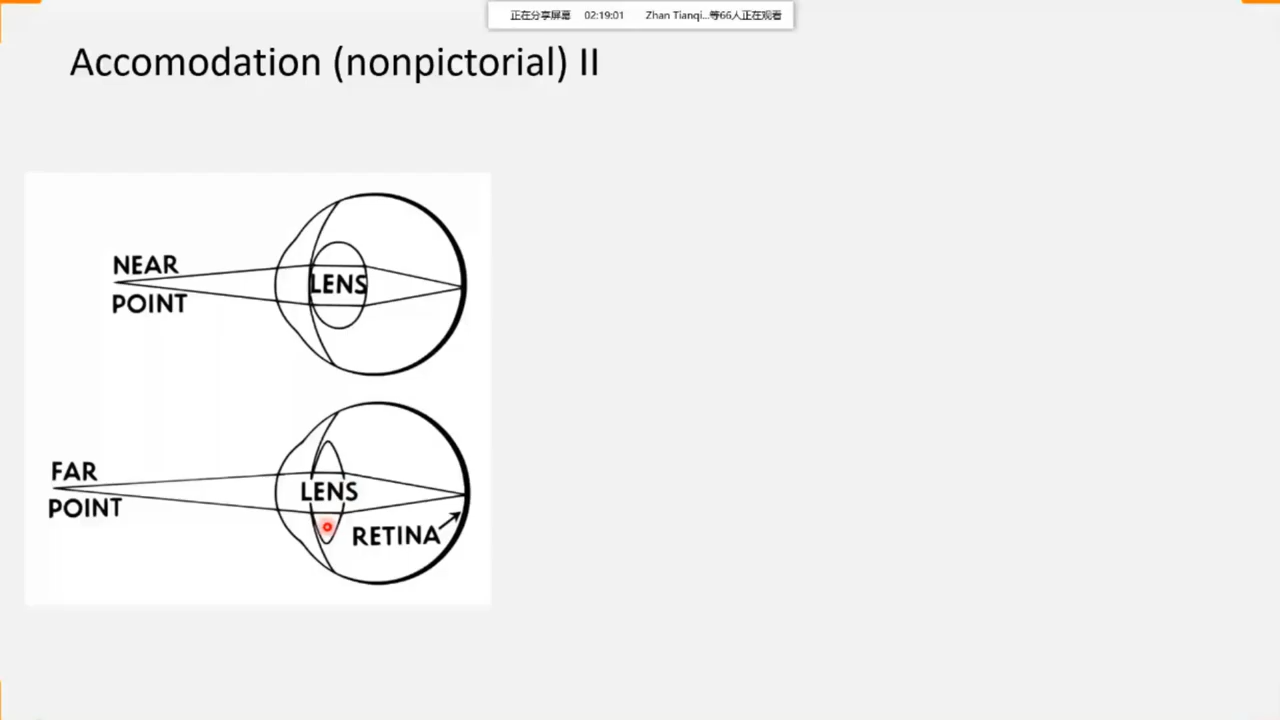 正在分享屏幕 02:19:01 Zhan Tianqi...等66人正在观看
Accomodation (nonpictorial) II
NEAR
POINT
LENS
FAR
POINT
LENS
RETINA